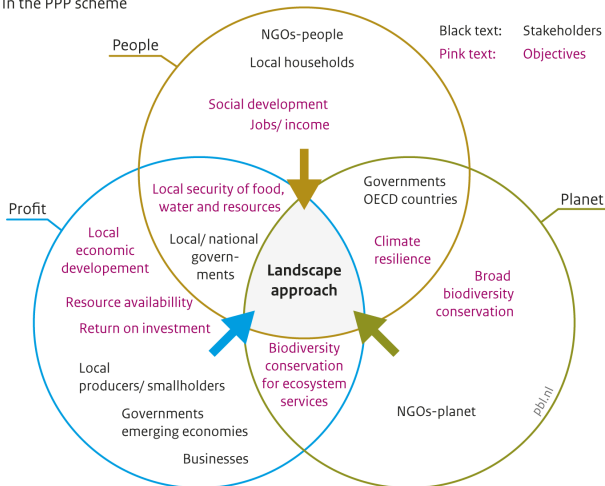 In the PPP scheme
People
NGOs-people
Local households
Black text: Stakeholders
Pink text: Objectives
Social development
Jobs/ income
Profit
Planet
Local security of food,
water and resources
Governments
OECD countries
Local
economic
developement
Local/ national
govern-
ments
Climate
resilience
Landscape
approach
Broad
biodiversity
conservation
Resource availabillity
Return on investment
Biodiversity
conservation
for ecosystem
services
Local
producers/ smallholders
Governments
emerging economies
Businesses
NGOs-planet
pbl.nl